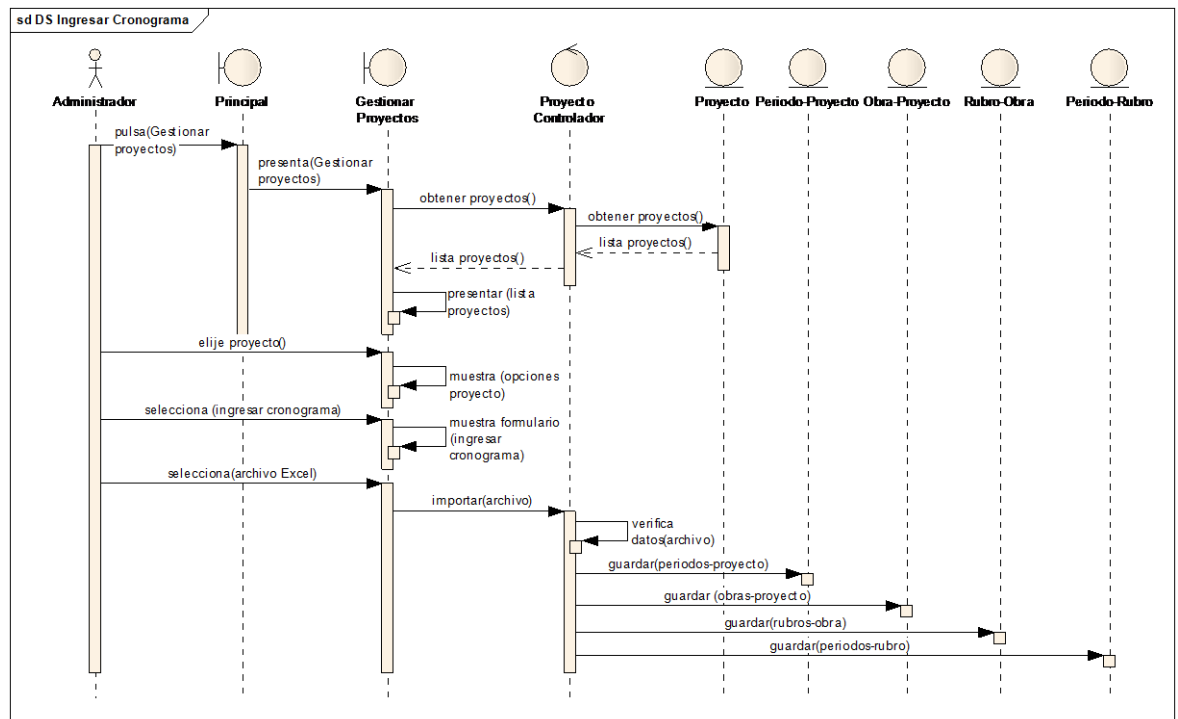 sd DS Ingresar Cronograma
Administrador
Principal
Gestionar
Proyectos
Proyecto
Controlador
Proyecto
Periodo-Proyecto
Obra-Proyecto
Rubro-Obra
Periodo-Rubro
pulsa(Gestionar
proyectos)
presenta(Gestionar
proyectos)
obtener proyectos()
obtener proyectos()
lista proyectos()
lista proyectos()
presentar (lista
proyectos)
elije proyecto()
muestra (opciones
proyecto)
selecciona (ingresar cronograma)
muestra formulario
(ingresar
cronograma)
selecciona(archivo Excel)
importar(archivo)
verifica
datos(archivo)
guardar(periodos-proyecto)
guardar (obras-proyecto)
guardar(rubros-obra)
guardar(periodos-rubro)